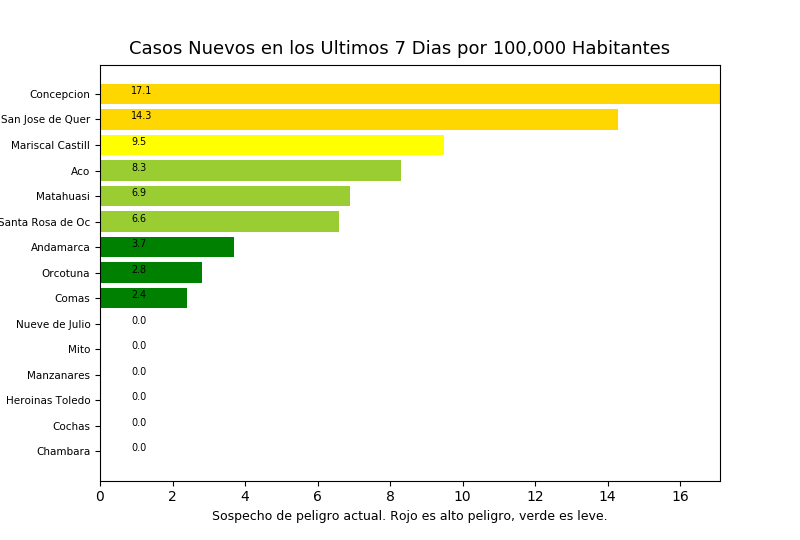 Casos Nuevos en los Ultimos 7 Dias por 100,000 Habitantes
Concepcion 17.1
San Jose de Quer 14.3
Mariscal Castill 9.5
Aco 8.3
Matahuasi 6.9
Santa Rosa de Oc 6.6
Andamarca 3.7
Orcotuna 2.8
Comas 2.4
Nueve de Julio 0.0
Mito 0.0
Manzanares 0.0
Heroinas Toledo 0.0
Cochas 0.0
Chambara 0.0
0 2 4 6 8 10 12 14 16
Sospecho de peligro actual. Rojo es alto peligro, verde es leve.